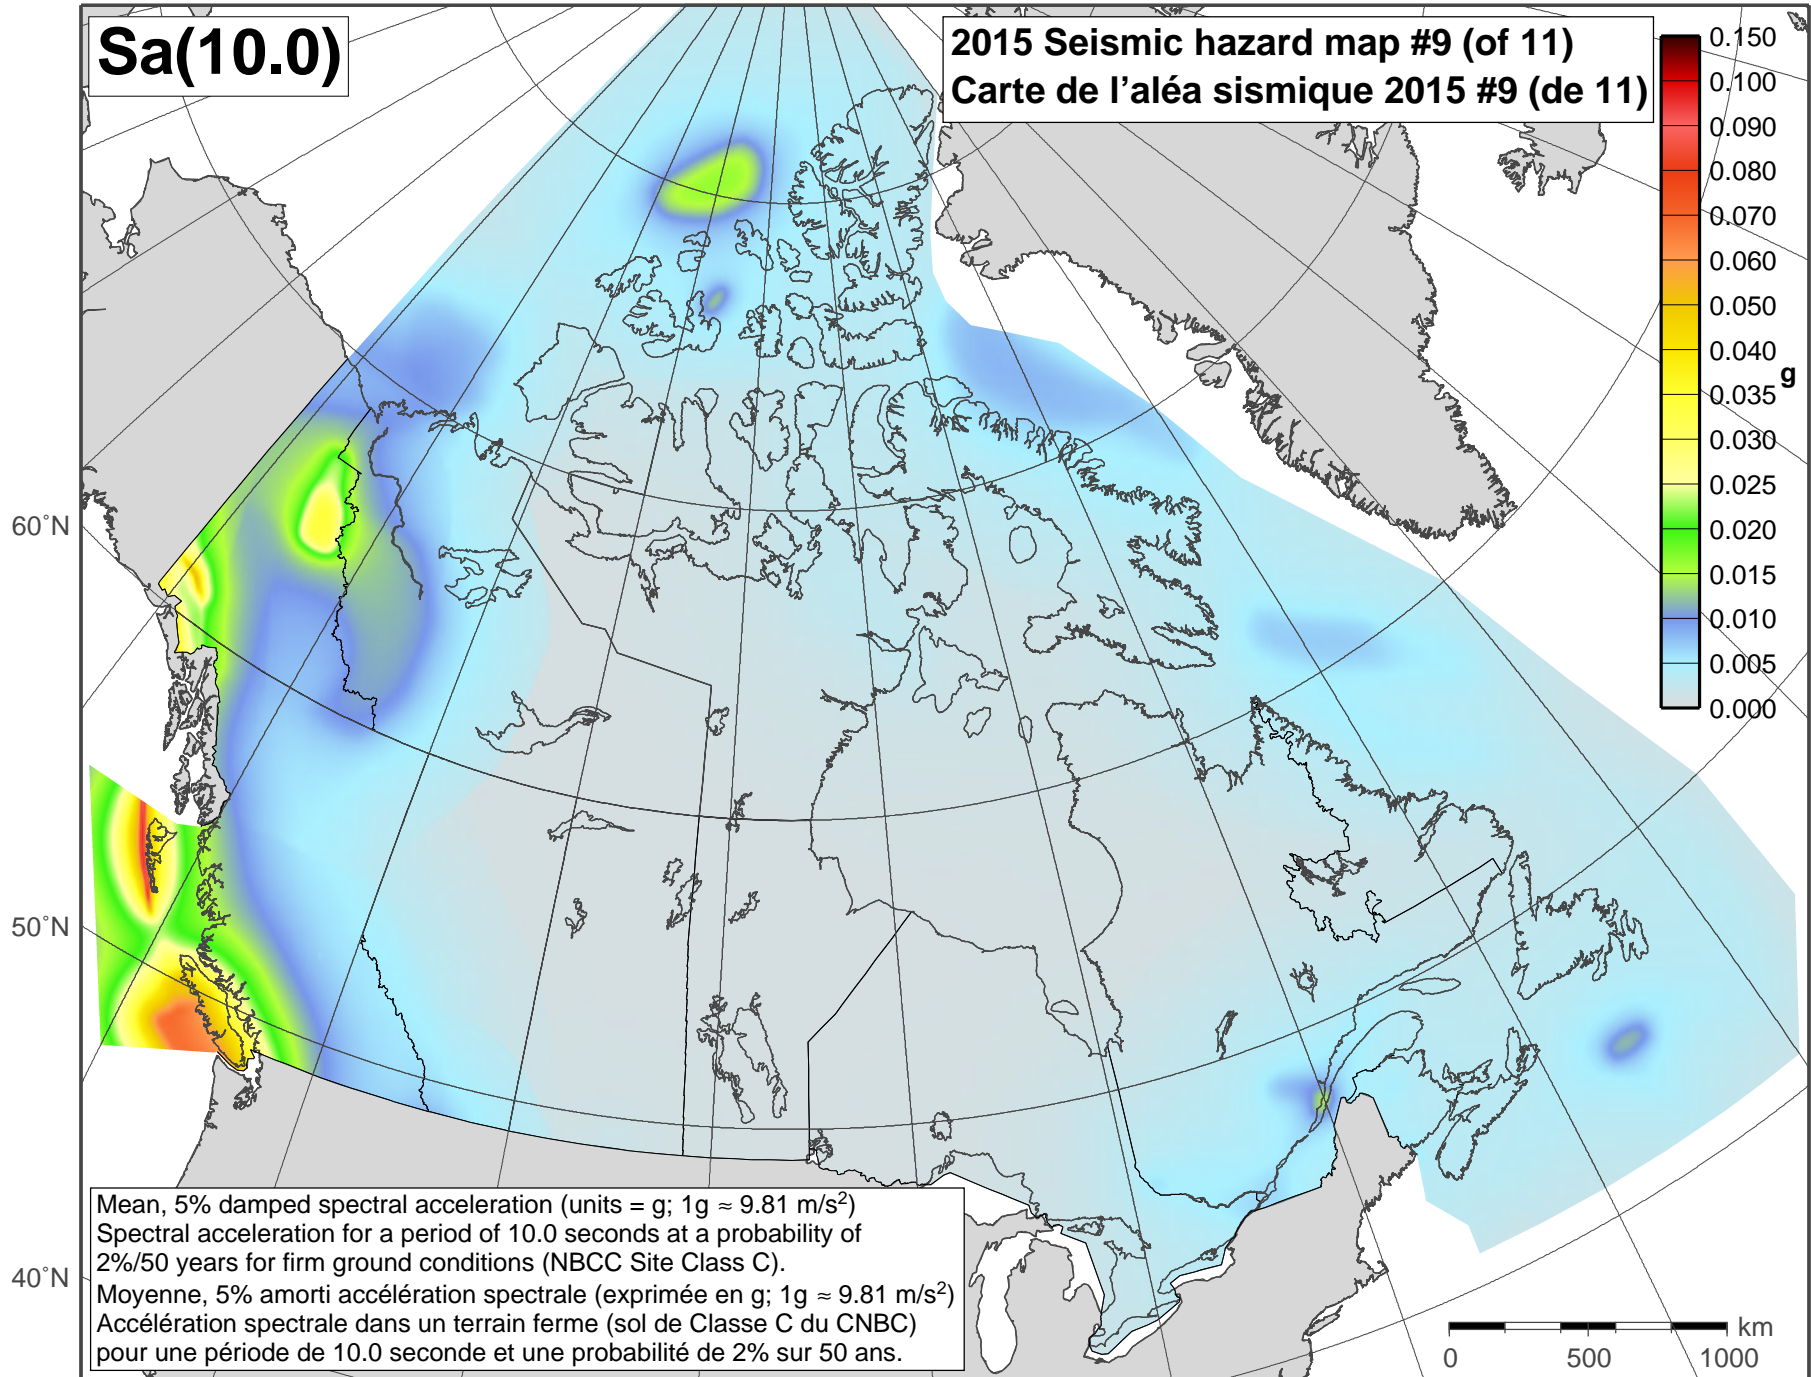 Sa(10.0)
2015 Seismic hazard map #9 (of 11)
Carte de l'aléa sismique 2015 #9 (de 11)
0.150
0.100
0.090
0.080
0.070
0.060
0.050
0.040
g
0.035
0.030
0.025
0.020
0.015
0.010
0.005
0.000
60°N
50°N
40°N
Mean, 5% damped spectral acceleration (units = g; 1g ≈ 9.81 m/s²)
Spectral acceleration for a period of 10.0 seconds at a probability of
2%/50 years for firm ground conditions (NBCC Site Class C).
Moyenne, 5% amorti accélération spectrale (exprimée en g; 1g ≈ 9.81 m/s²)
Accélération spectrale dans un terrain ferme (sol de Classe C du CNBC)
pour une période de 10.0 seconde et une probabilité de 2% sur 50 ans.
km
0 500 1000